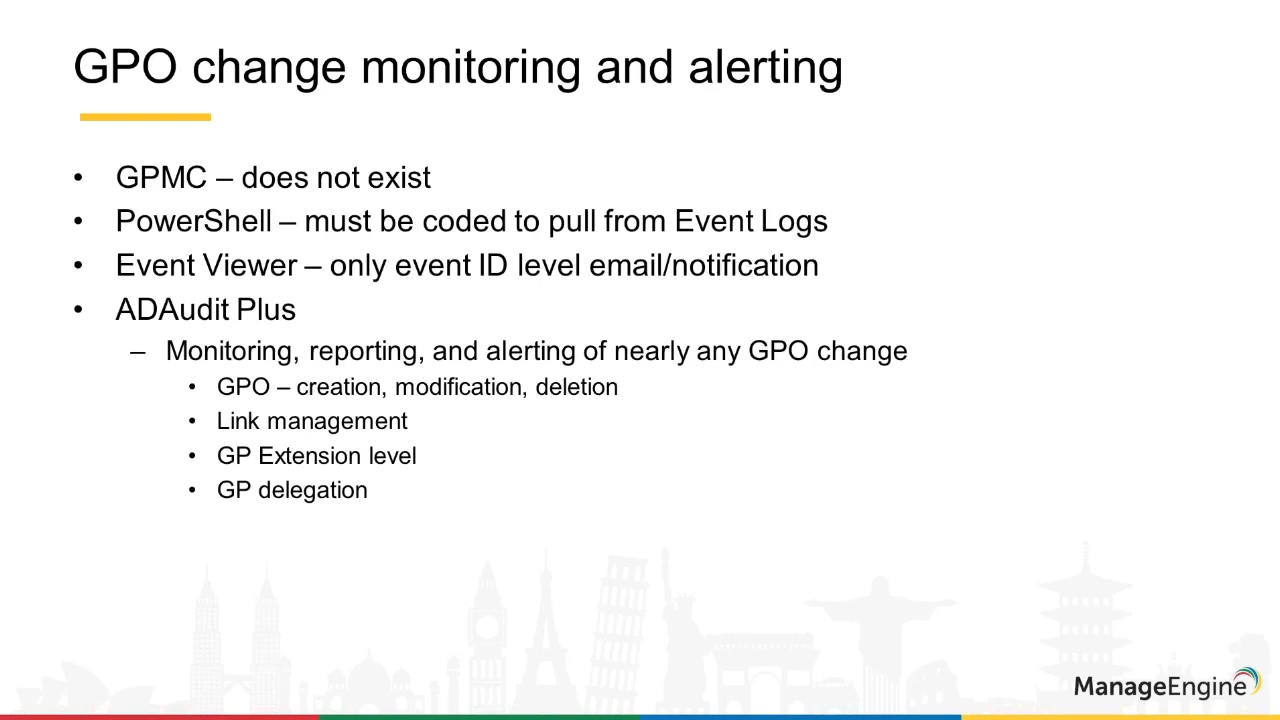 GPO change monitoring and alerting
• GPMC – does not exist
• PowerShell – must be coded to pull from Event Logs
• Event Viewer – only event ID level email/notification
• ADAudit Plus
– Monitoring, reporting, and alerting of nearly any GPO change
• GPO – creation, modification, deletion
• Link management
• GP Extension level
• GP delegation
ManageEngine